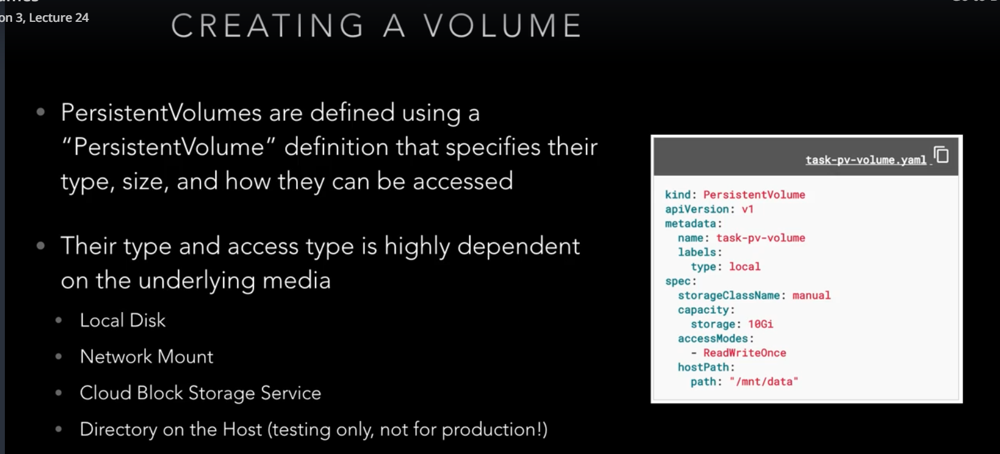 on 3, Lecture 24
CREATING A VOLUME
• PersistentVolumes are defined using a
“PersistentVolume” definition that specifies their
type, size, and how they can be accessed
• Their type and access type is highly dependent
on the underlying media
• Local Disk
• Network Mount
• Cloud Block Storage Service
• Directory on the Host (testing only, not for production!)
task-pv-volume.yaml
kind: PersistentVolume
apiVersion: v1
metadata:
  name: task-pv-volume
  labels:
    type: local
spec:
  storageClassName: manual
  capacity:
    storage: 10Gi
  accessModes:
    - ReadWriteOnce
  hostPath:
    path: "/mnt/data"